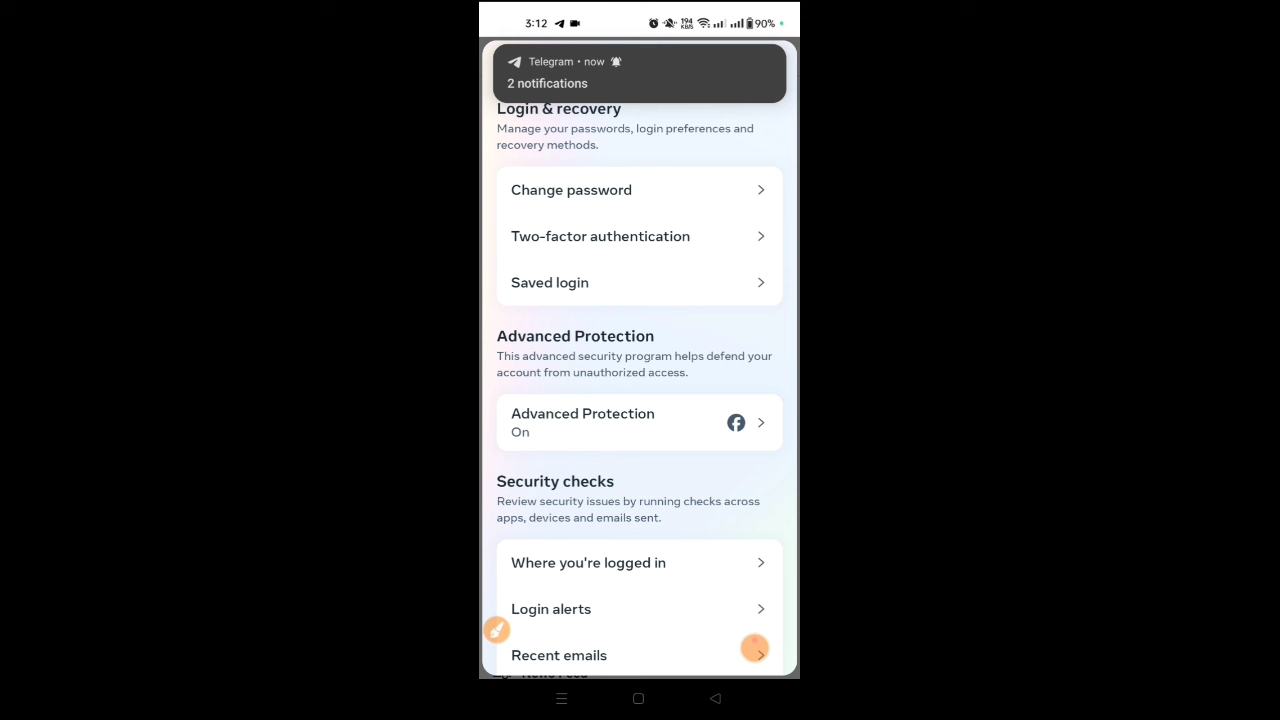 3:12
194
KB/S
90%
Telegram • now
2 notifications
Login & recovery
Manage your passwords, login preferences and
recovery methods.
Change password
Two-factor authentication
Saved login
Advanced Protection
This advanced security program helps defend your
account from unauthorized access.
Advanced Protection
On
Security checks
Review security issues by running checks across
apps, devices and emails sent.
Where you're logged in
Login alerts
Recent emails